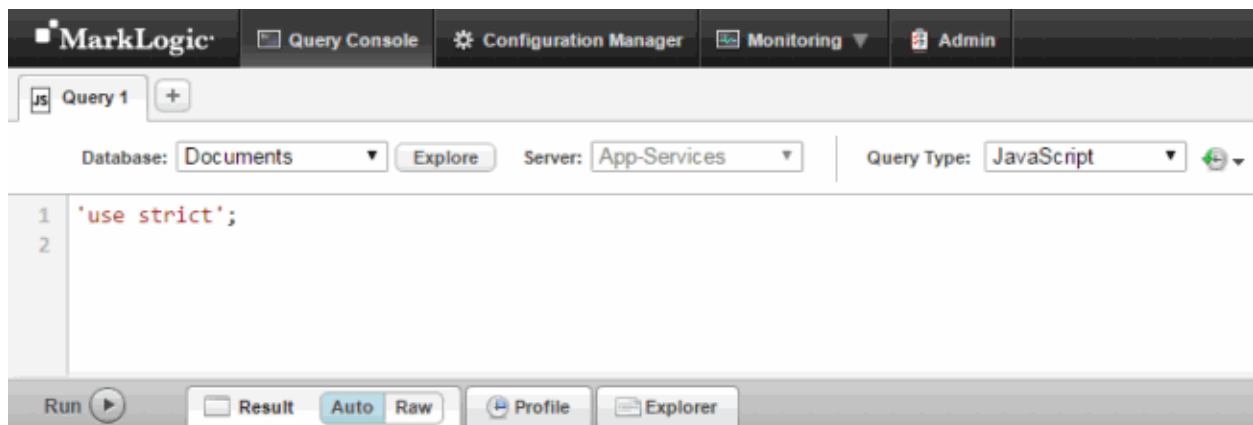 MarkLogic Query Console Configuration Manager Monitoring ▼ Admin
JS Query 1 +
Database: Documents ▼ Explore Server: App-Services ▼ Query Type: JavaScript ▼
1 'use strict';
2
Run Result Auto Raw Profile Explorer